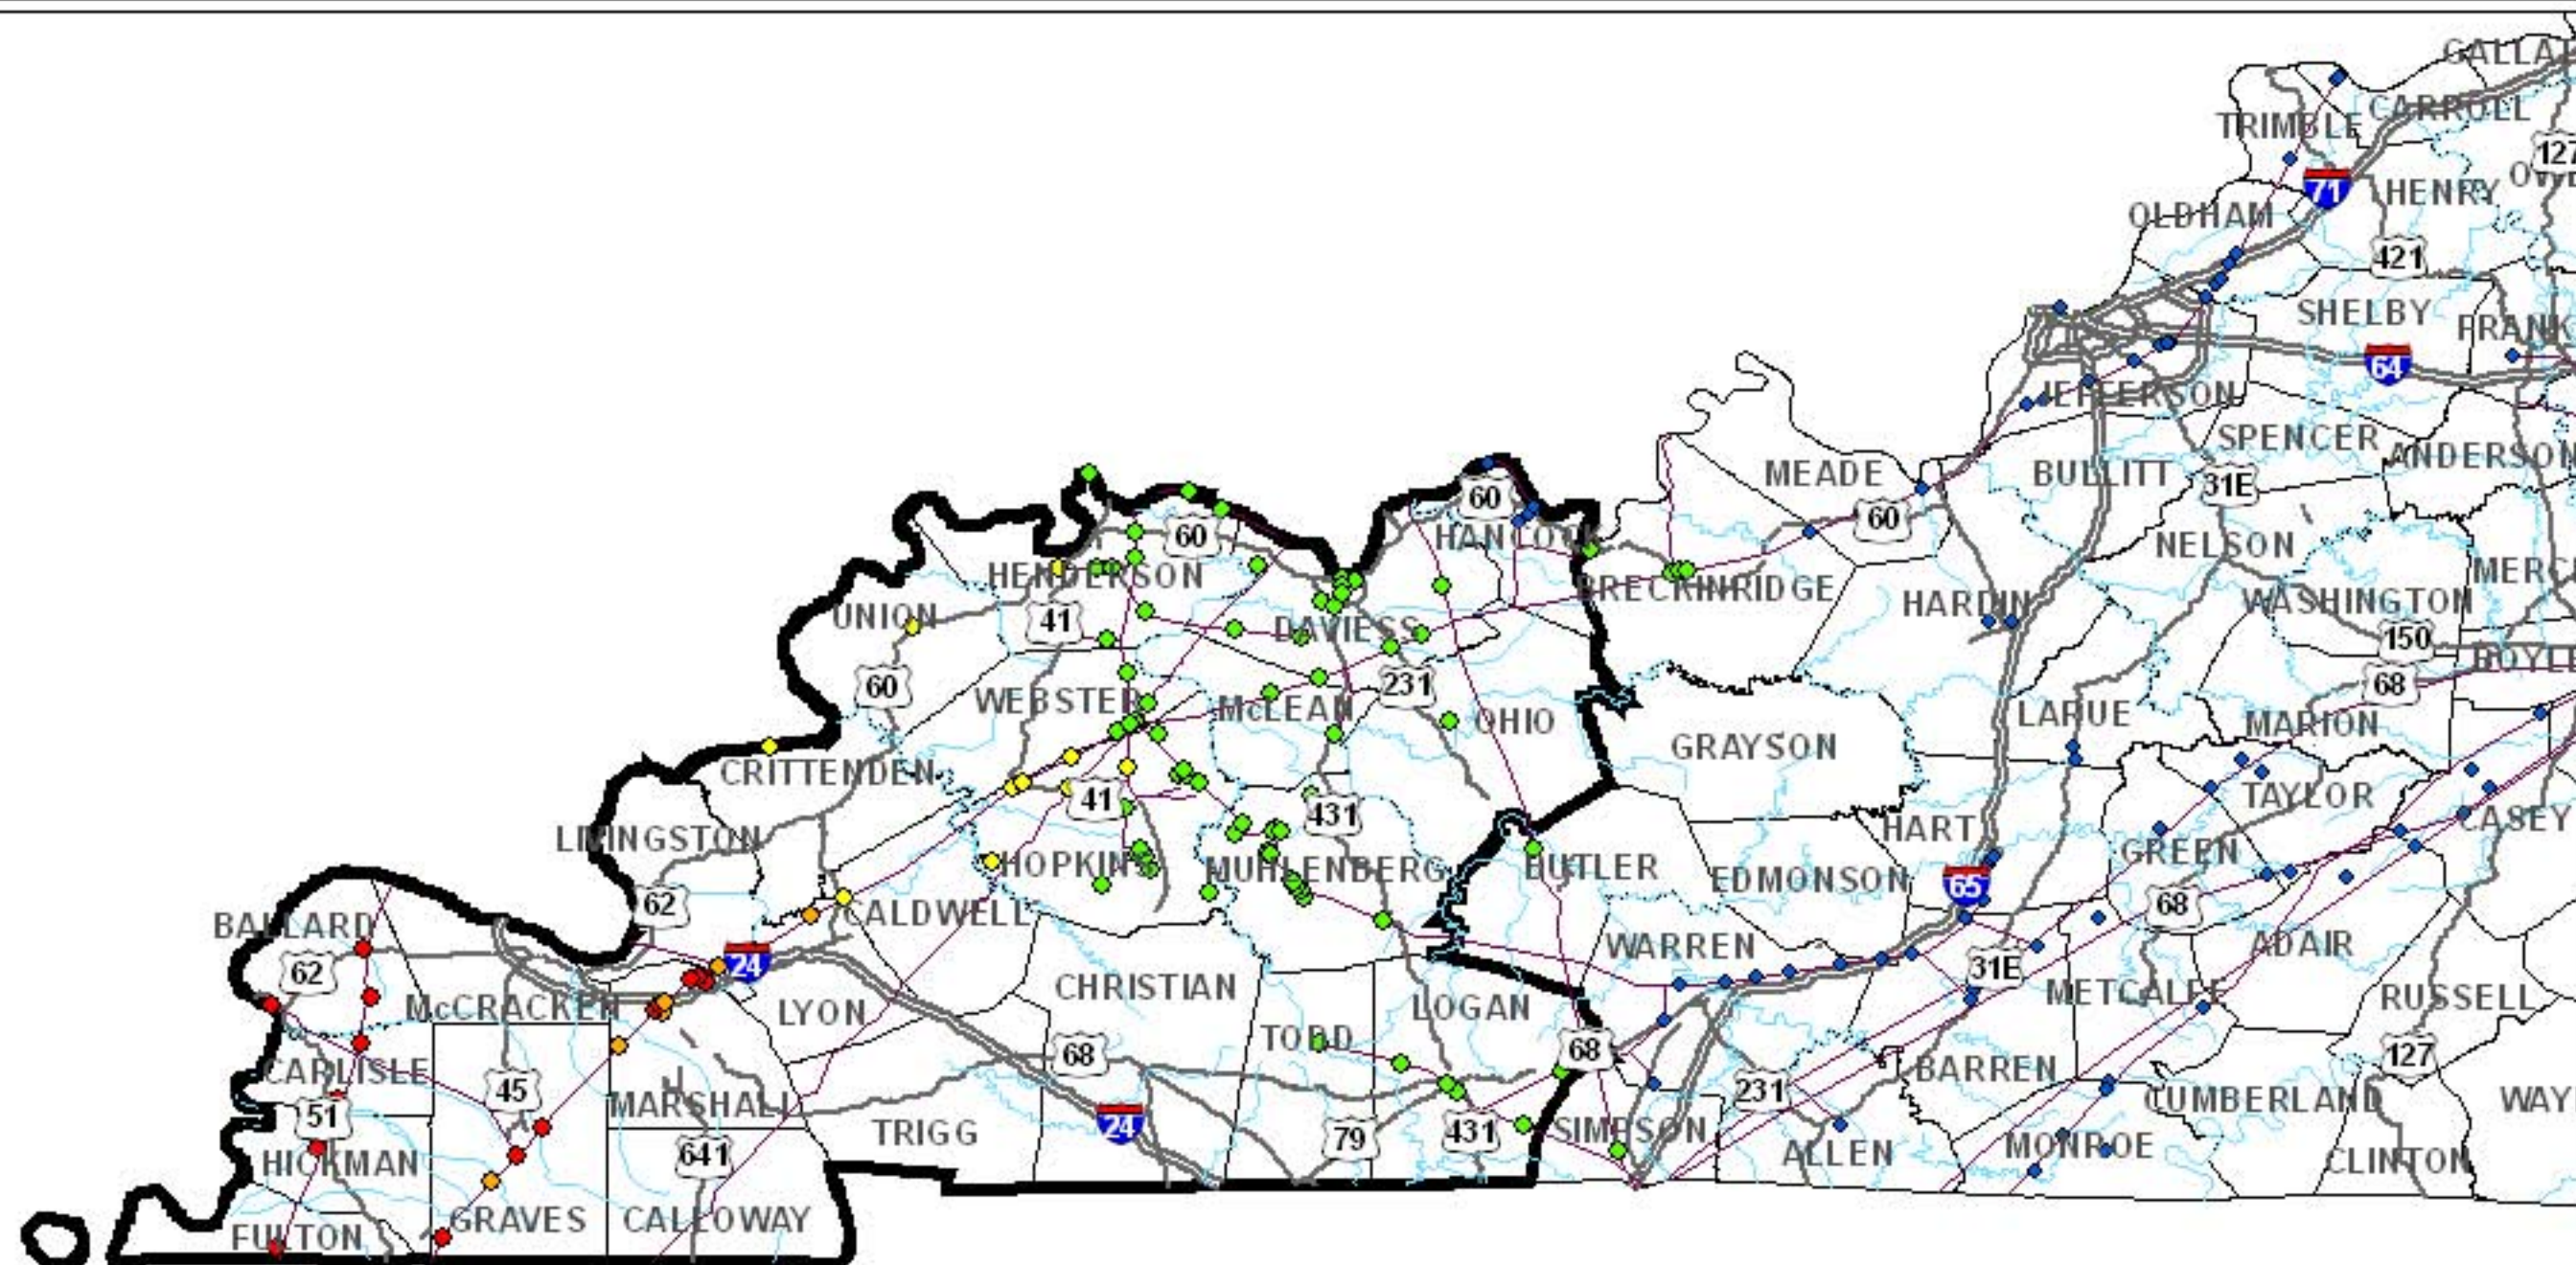 GALLAT
CARROLL
TRIMBLE
127
71
HENRY
OLDHAM
421
SHELBY
FRANK
64
JEFFERSON
SPENCER
ANDERSON
MEADE
BULLITT
31E
60
60
60
HANCOCK
NELSON
MERC
HENDERSON
BRECKINRIDGE
HARDIN
WASHINGTON
UNION
41
DAVIESS
150
BOYLE
60
231
68
WEBSTER
McLEAN
OHIO
LARUE
MARION
GRAYSON
CRITTENDEN
TAYLOR
41
431
CASEY
LIVINGSTON
HART
GREEN
HOPKINS
MUHLENBERG
BUTLER
EDMONSON
65
62
68
BALLARD
CALDWELL
WARREN
ADAIR
62
24
31E
CHRISTIAN
METCALFE
McCRACKEN
LYON
LOGAN
RUSSELL
TODD
68
68
127
CARLISLE
45
BARREN
MARSHALL
231
CUMBERLAND
WAY
51
24
TRIGG
79
431
SIMPSON
HICKMAN
641
ALLEN
MONROE
CLINTON
GRAVES
CALLOWAY
FULTON